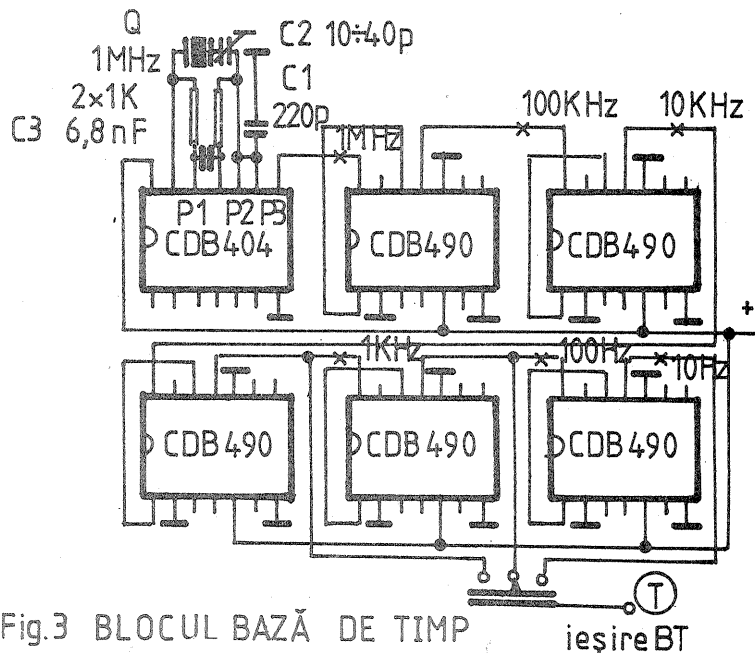 Q
1MHz
C2 10÷40p
C1
220p
2×1K
C3 6,8nF
1MHz
100KHz
10KHz
P1 P2 P3
CDB404
CDB490
CDB490
+
1KHz
100Hz
10Hz
CDB490
CDB490
CDB490
T
ieșire BT
Fig.3 BLOCUL BAZĂ DE TIMP